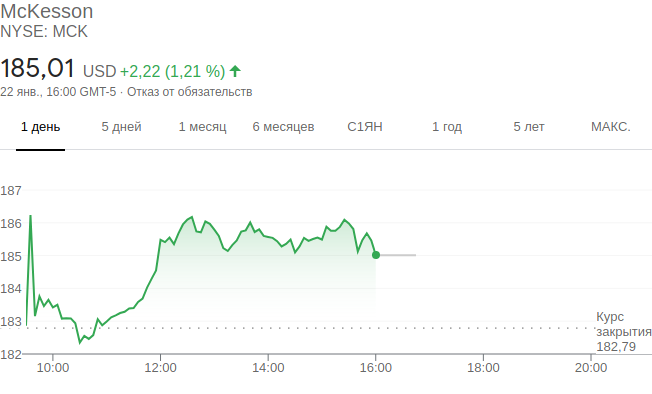 McKesson
NYSE: MCK
185,01 USD +2,22 (1,21 %)
22 янв., 16:00 GMT-5 · Отказ от обязательств
1 день 5 дней 1 месяц 6 месяцев С1ЯН 1 год 5 лет МАКС.
187
186
185
184
183
Курс
закрытия
182,79
182
10:00 12:00 14:00 16:00 18:00 20:00